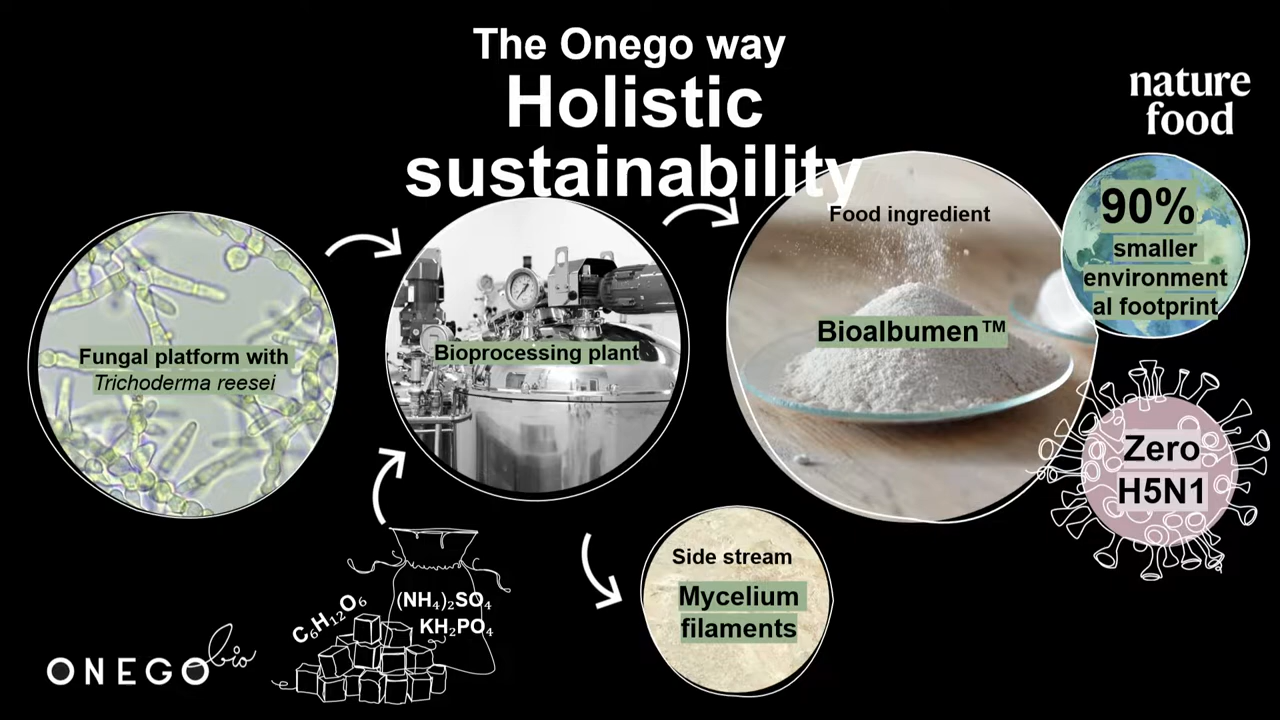 The Onego way
Holistic
sustainability
nature
food
Food ingredient
Bioalbumen™
90%
smaller
environment
al footprint
Fungal platform with
Trichoderma reesei
Bioprocessing plant
Zero
H5N1
Side stream
Mycelium
filaments
C₆H₁₂O₆
(NH₄)₂SO₄
KH₂PO₄
ONEGO bio